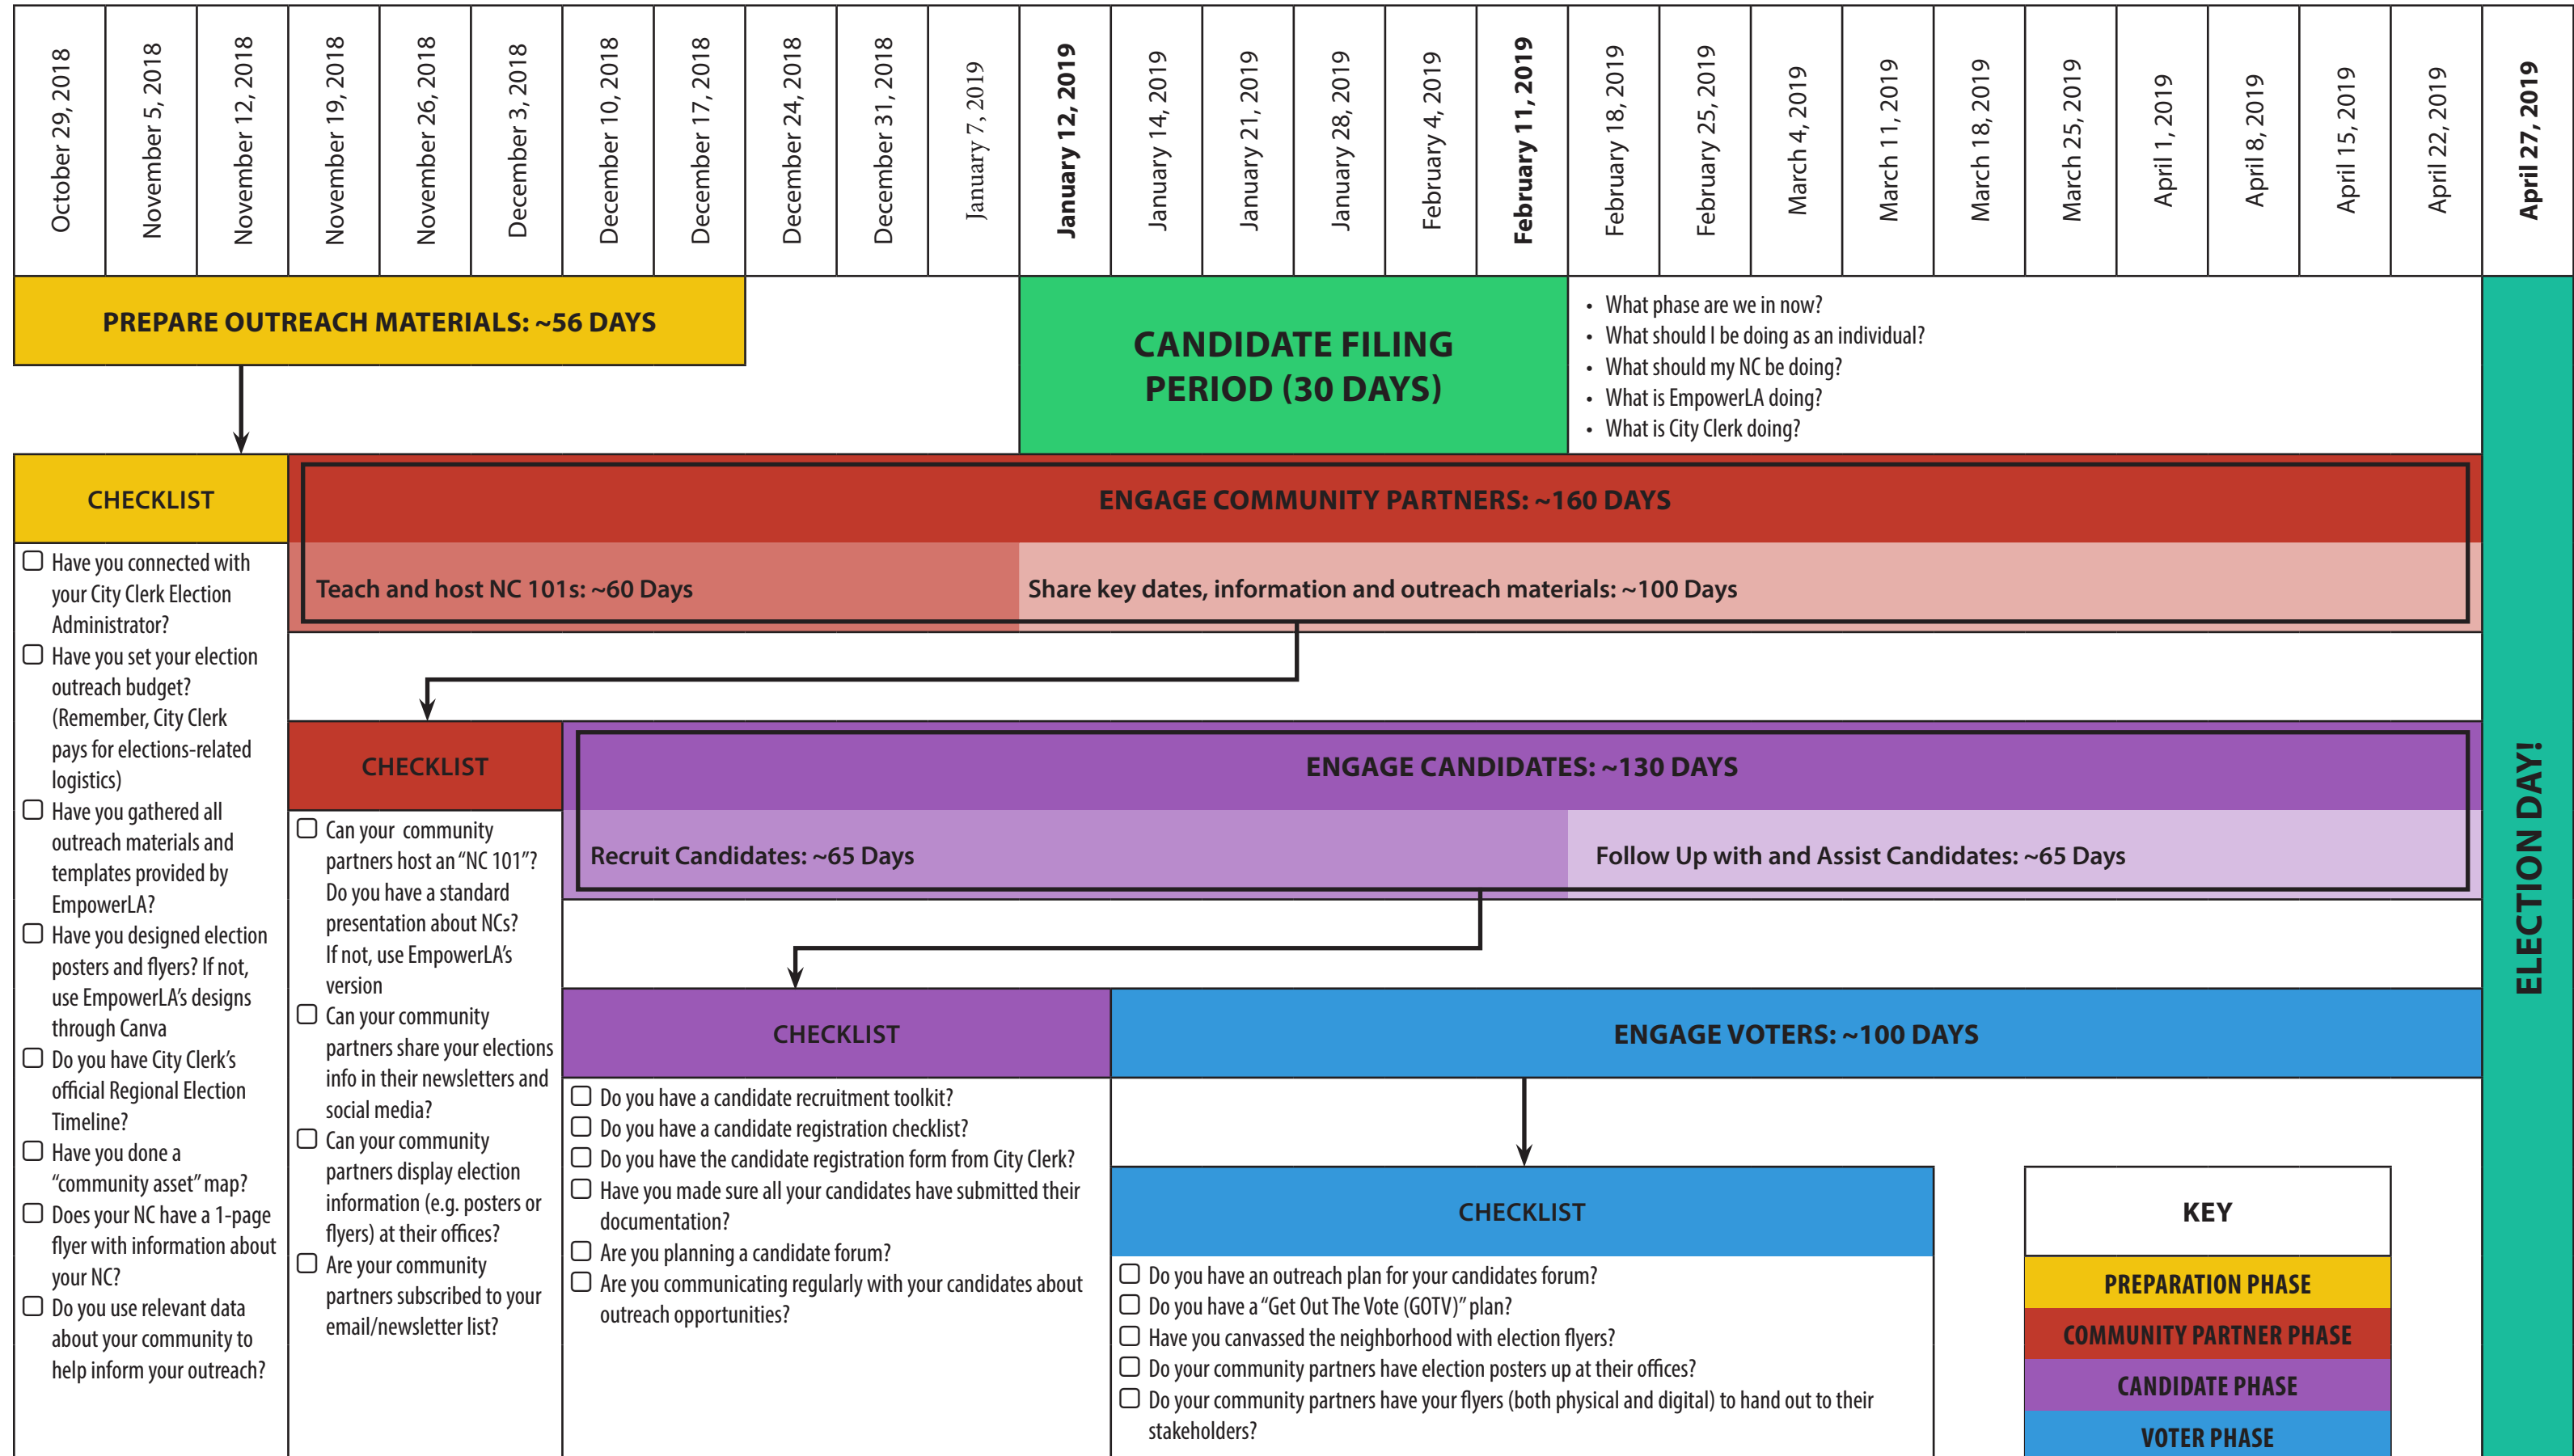 October 29, 2018
November 5, 2018
November 12, 2018
November 19, 2018
November 26, 2018
December 3, 2018
December 10, 2018
December 17, 2018
December 24, 2018
December 31, 2018
January 7, 2019
January 12, 2019
January 14, 2019
January 21, 2019
January 28, 2019
February 4, 2019
February 11, 2019
February 18, 2019
February 25, 2019
March 4, 2019
March 11, 2019
March 18, 2019
March 25, 2019
April 1, 2019
April 8, 2019
April 15, 2019
April 22, 2019
April 27, 2019
PREPARE OUTREACH MATERIALS: ~56 DAYS
CANDIDATE FILING
PERIOD (30 DAYS)
• What phase are we in now?
• What should I be doing as an individual?
• What should my NC be doing?
• What is EmpowerLA doing?
• What is City Clerk doing?
CHECKLIST
Have you connected with
your City Clerk Election
Administrator?
Have you set your election
outreach budget?
(Remember, City Clerk
pays for elections-related
logistics)
Have you gathered all
outreach materials and
templates provided by
EmpowerLA?
Have you designed election
posters and flyers? If not,
use EmpowerLA's designs
through Canva
Do you have City Clerk's
official Regional Election
Timeline?
Have you done a
"community asset" map?
Does your NC have a 1-page
flyer with information about
your NC?
Do you use relevant data
about your community to
help inform your outreach?
ENGAGE COMMUNITY PARTNERS: ~160 DAYS
Teach and host NC 101s: ~60 Days
Share key dates, information and outreach materials: ~100 Days
CHECKLIST
Can your  community
partners host an "NC 101"?
Do you have a standard
presentation about NCs?
If not, use EmpowerLA's
version
Can your community
partners share your elections
info in their newsletters and
social media?
Can your community
partners display election
information (e.g. posters or
flyers) at their offices?
Are your community
partners subscribed to your
email/newsletter list?
ENGAGE CANDIDATES: ~130 DAYS
Recruit Candidates: ~65 Days
Follow Up with and Assist Candidates: ~65 Days
CHECKLIST
Do you have a candidate recruitment toolkit?
Do you have a candidate registration checklist?
Do you have the candidate registration form from City Clerk?
Have you made sure all your candidates have submitted their
documentation?
Are you planning a candidate forum?
Are you communicating regularly with your candidates about
outreach opportunities?
ENGAGE VOTERS: ~100 DAYS
CHECKLIST
Do you have an outreach plan for your candidates forum?
Do you have a "Get Out The Vote (GOTV)" plan?
Have you canvassed the neighborhood with election flyers?
Do your community partners have election posters up at their offices?
Do your community partners have your flyers (both physical and digital) to hand out to their
stakeholders?
KEY
PREPARATION PHASE
COMMUNITY PARTNER PHASE
CANDIDATE PHASE
VOTER PHASE
ELECTION DAY!